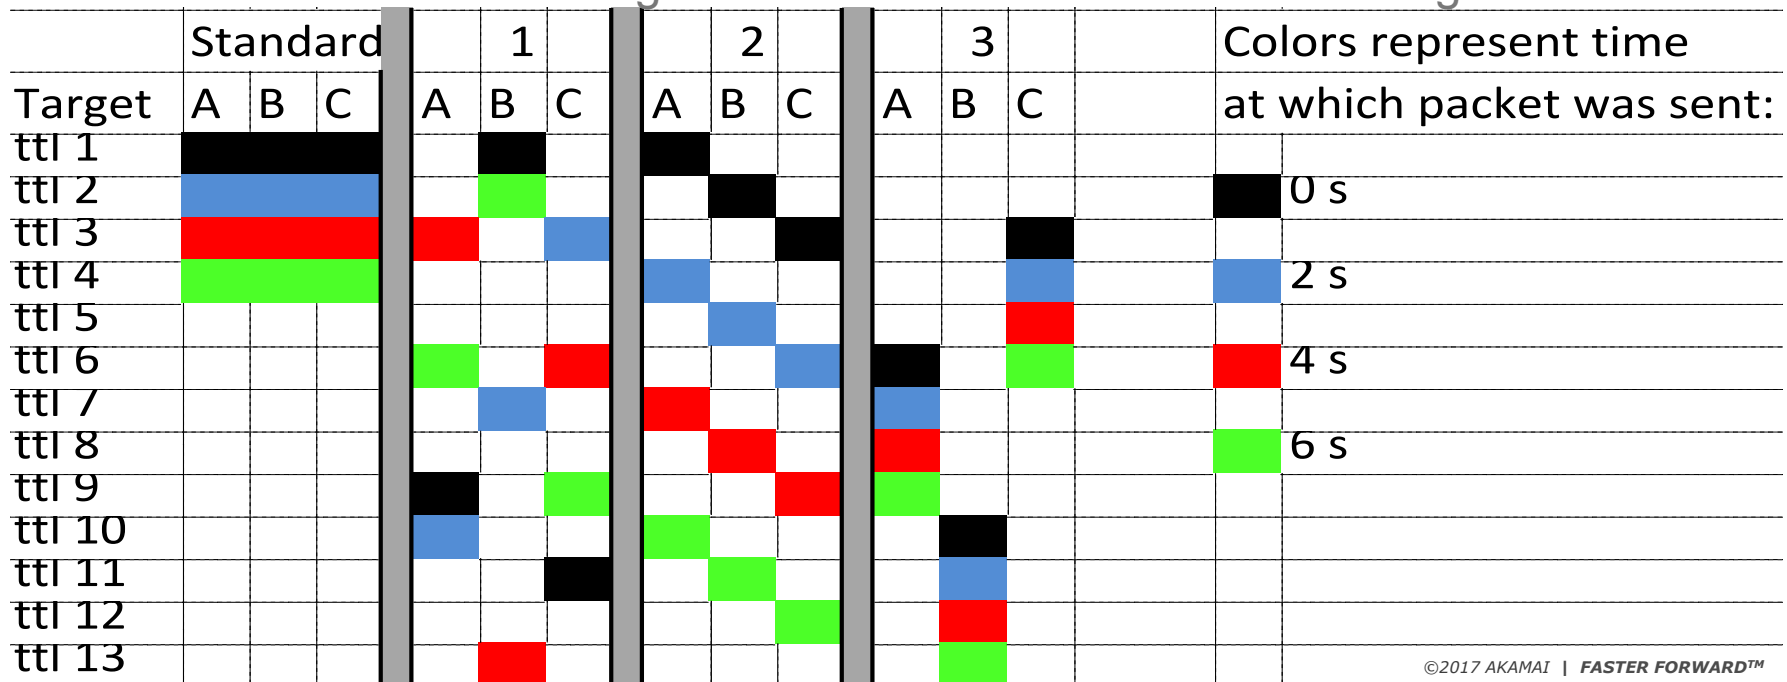 Standard 1 2 3 Colors represent time
Target A B C A B C A B C A B C at which packet was sent:
ttl 1
ttl 2 0 s
ttl 3
ttl 4 2 s
ttl 5
ttl 6 4 s
ttl 7
ttl 8 6 s
ttl 9
ttl 10
ttl 11
ttl 12
ttl 13
©2017 AKAMAI | FASTER FORWARD™